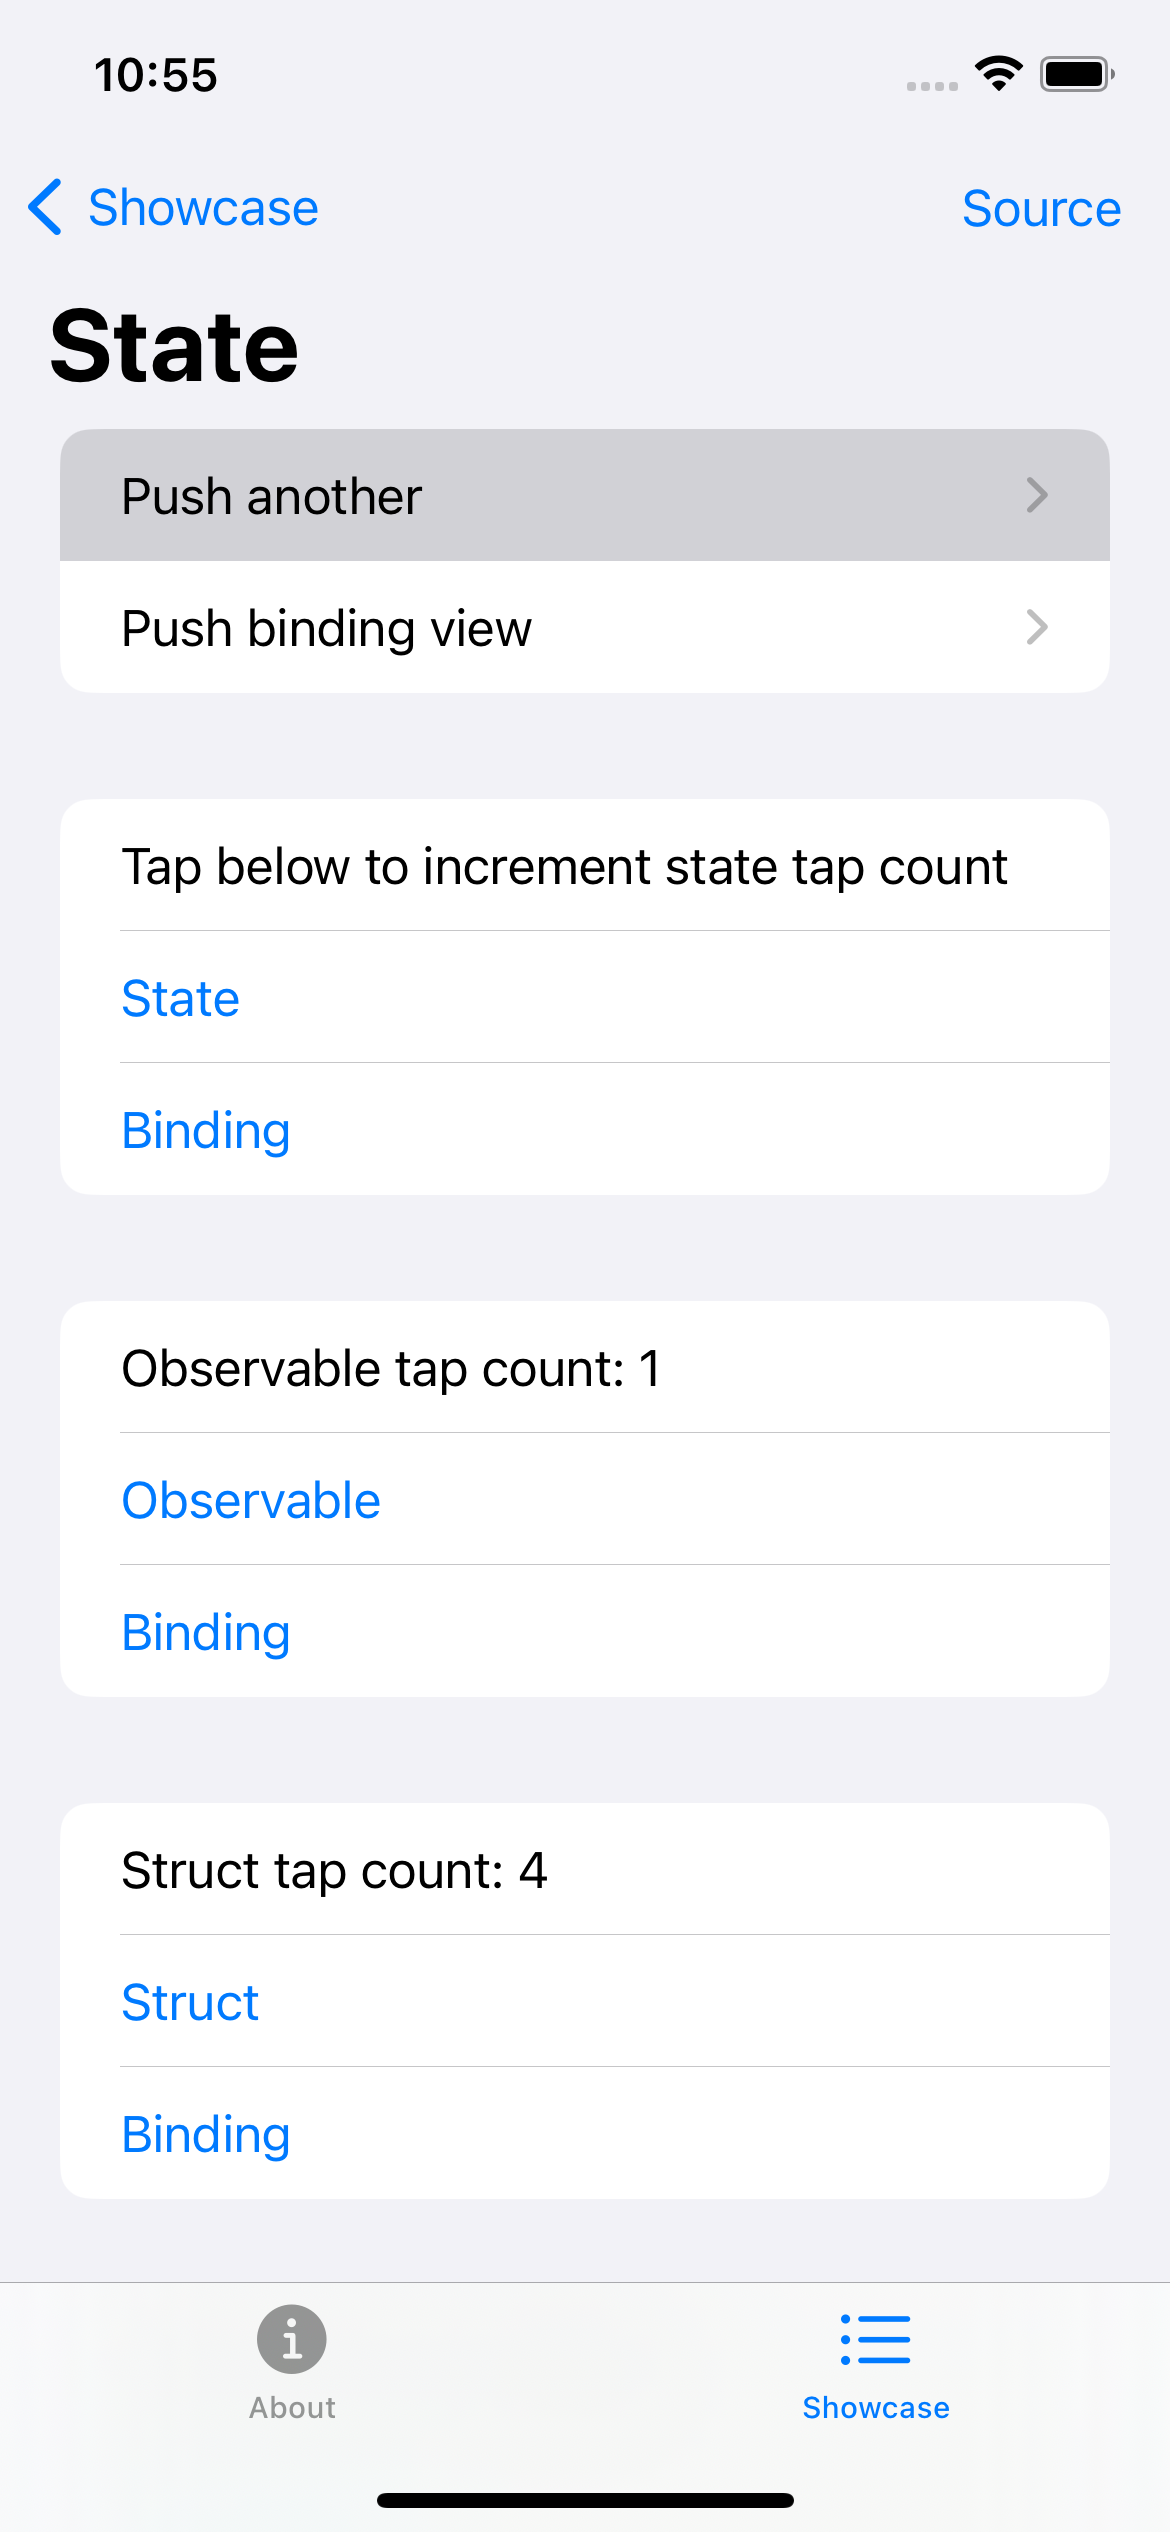 10:55
Showcase
Source
State
Push another
Push binding view
Tap below to increment state tap count
State
Binding
Observable tap count: 1
Observable
Binding
Struct tap count: 4
Struct
Binding
About
Showcase